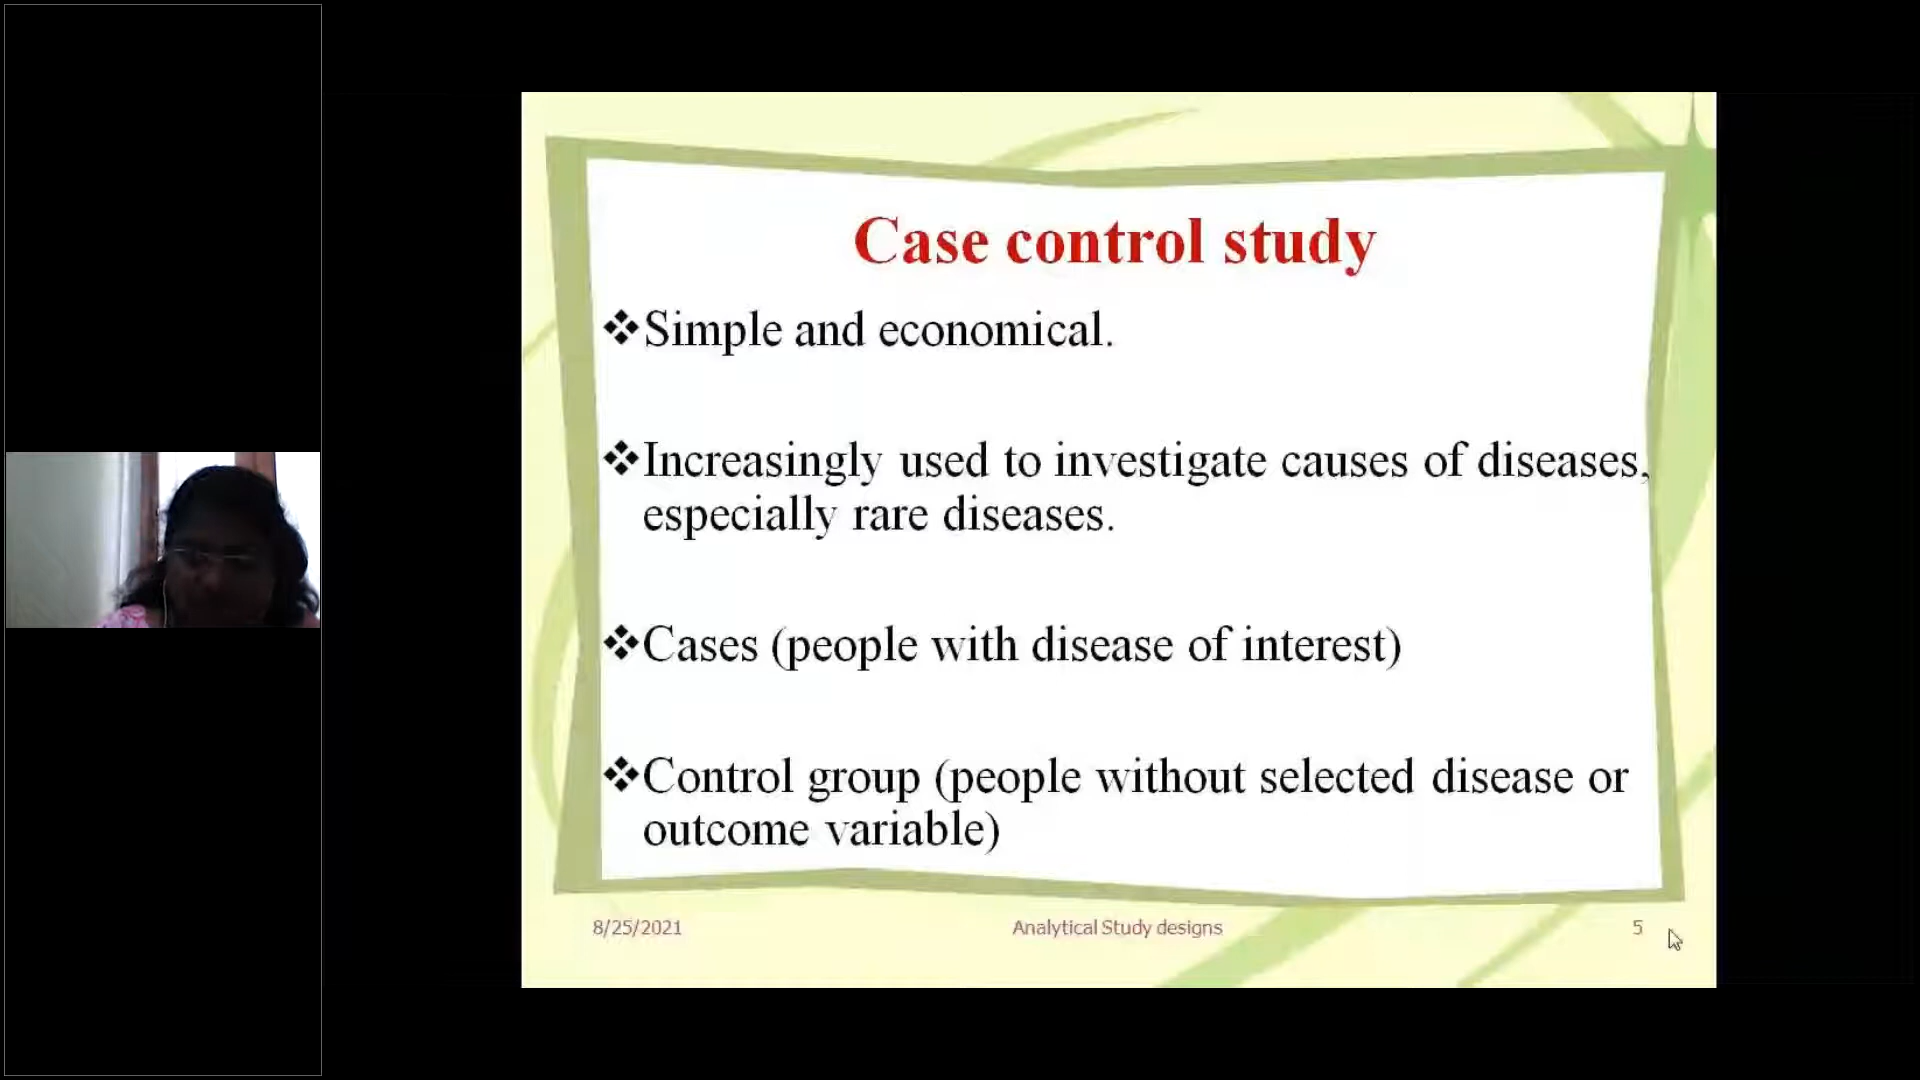 Case control study
❖Simple and economical.
❖Increasingly used to investigate causes of diseases,
especially rare diseases.
❖Cases (people with disease of interest)
❖Control group (people without selected disease or
outcome variable)
8/25/2021 Analytical Study designs 5